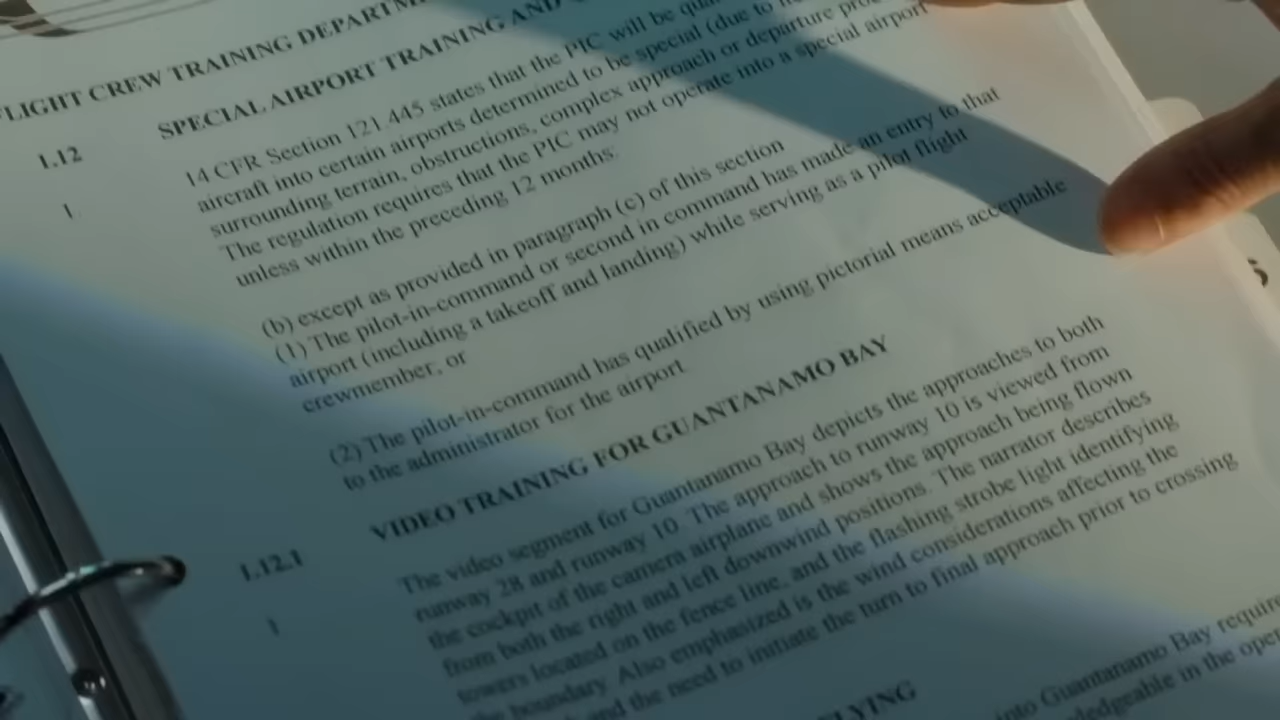 FLIGHT CREW TRAINING
1.12 SPECIAL AIRPORT TRAINING AND
1 14 CFR Section 121.445 states that the PIC will be
aircraft into certain airports determined to be special (due to
surrounding terrain, obstructions, complex approach or departure
The regulation requires that the PIC may not operate into a special airport
unless within the preceding 12 months:
(b) except as provided in paragraph (c) of this section
(1) The pilot-in-command or second in command has made an entry to that
airport (including a takeoff and landing) while serving as a pilot flight
crewmember, or
(2) The pilot-in-command has qualified by using pictorial means acceptable
to the administrator for the airport
1.12.1 VIDEO TRAINING FOR GUANTANAMO BAY
1 The video segment for Guantanamo Bay depicts the approaches to both
runway 28 and runway 10. The approach to runway 10 is viewed from
the cockpit of the camera airplane and shows the approach being flown
from both the right and left downwind positions. The narrator describes
towers located on the fence line, and the flashing strobe light identifying
the boundary. Also emphasized is the wind considerations affecting the
and the need to initiate the turn to final approach prior to crossing
into Guantanamo Bay
in the